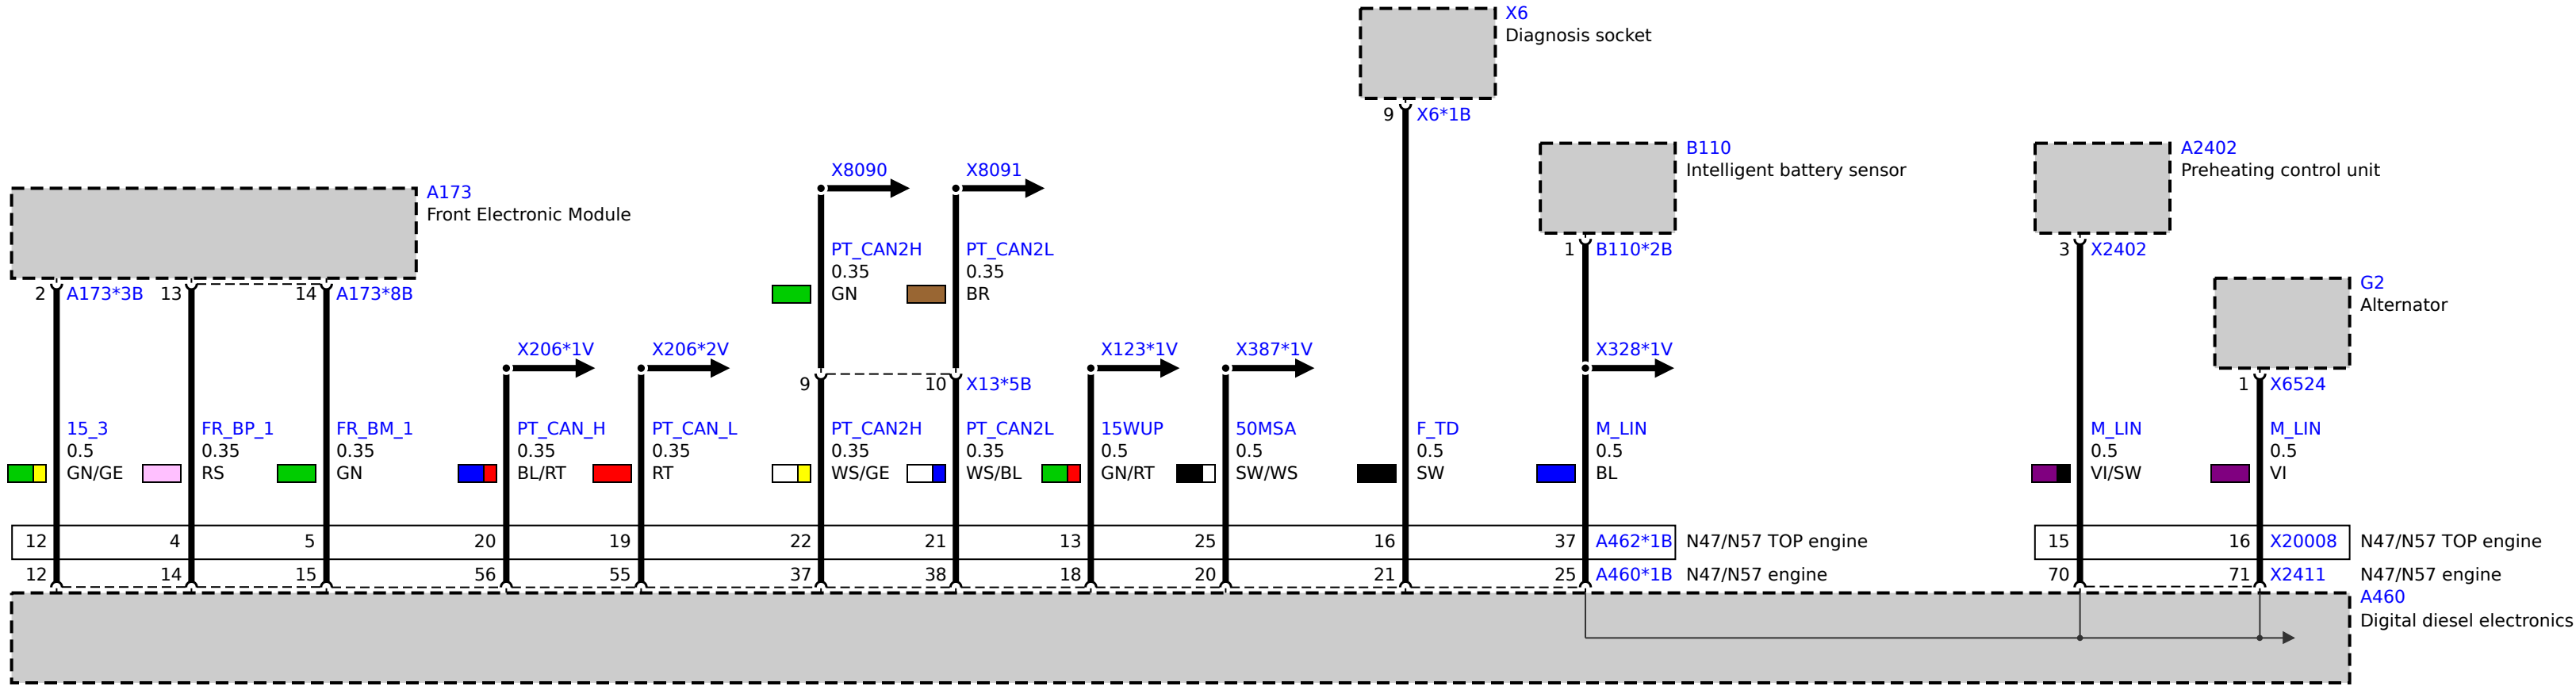 X6
Diagnosis socket
9 X6*1B
B110
Intelligent battery sensor
A2402
Preheating control unit
X8090 X8091
A173
Front Electronic Module
PT_CAN2H PT_CAN2L 1 B110*2B 3 X2402
0.35 0.35
G2
Alternator
2 A173*3B 13 14 A173*8B GN BR
X206*1V X206*2V X123*1V X387*1V X328*1V
9 10 X13*5B 1 X6524
15_3 FR_BP_1 FR_BM_1 PT_CAN_H PT_CAN_L PT_CAN2H PT_CAN2L 15WUP 50MSA F_TD M_LIN M_LIN M_LIN
0.5 0.35 0.35 0.35 0.35 0.35 0.35 0.5 0.5 0.5 0.5 0.5 0.5
GN/GE RS GN BL/RT RT WS/GE WS/BL GN/RT SW/WS SW BL VI/SW VI
12 4 5 20 19 22 21 13 25 16 37 A462*1B N47/N57 TOP engine 15 16 X20008 N47/N57 TOP engine
12 14 15 56 55 37 38 18 20 21 25 A460*1B N47/N57 engine 70 71 X2411 N47/N57 engine
A460
Digital diesel electronics